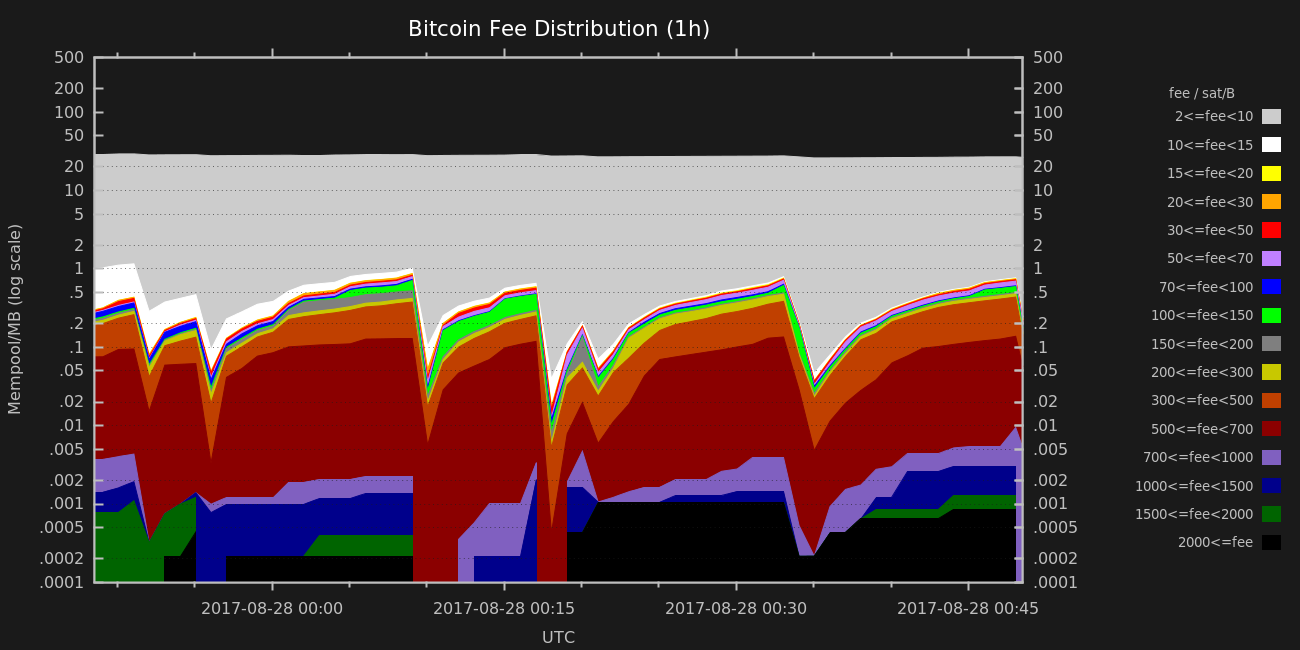 Bitcoin Fee Distribution (1h)
500
200
100
50
20
10
5
2
1
.5
.2
.1
.05
.02
.01
.005
.002
.001
.0005
.0002
.0001
Mempool/MB (log scale)
500
200
100
50
20
10
5
2
1
.5
.2
.1
.05
.02
.01
.005
.002
.001
.0005
.0002
.0001
2017-08-28 00:00
2017-08-28 00:15
2017-08-28 00:30
2017-08-28 00:45
UTC
fee / sat/B
2<=fee<10
10<=fee<15
15<=fee<20
20<=fee<30
30<=fee<50
50<=fee<70
70<=fee<100
100<=fee<150
150<=fee<200
200<=fee<300
300<=fee<500
500<=fee<700
700<=fee<1000
1000<=fee<1500
1500<=fee<2000
2000<=fee